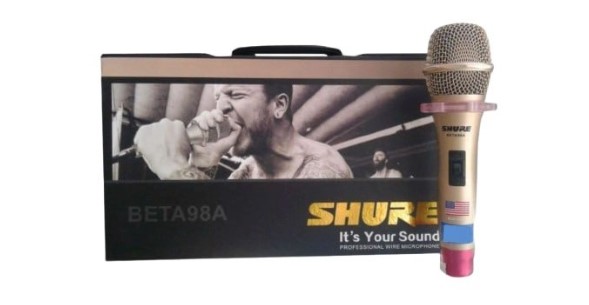 BETA98A
SHURE
It's Your Sound
PROFESSIONAL WIRE MICROPHONE
SHURE